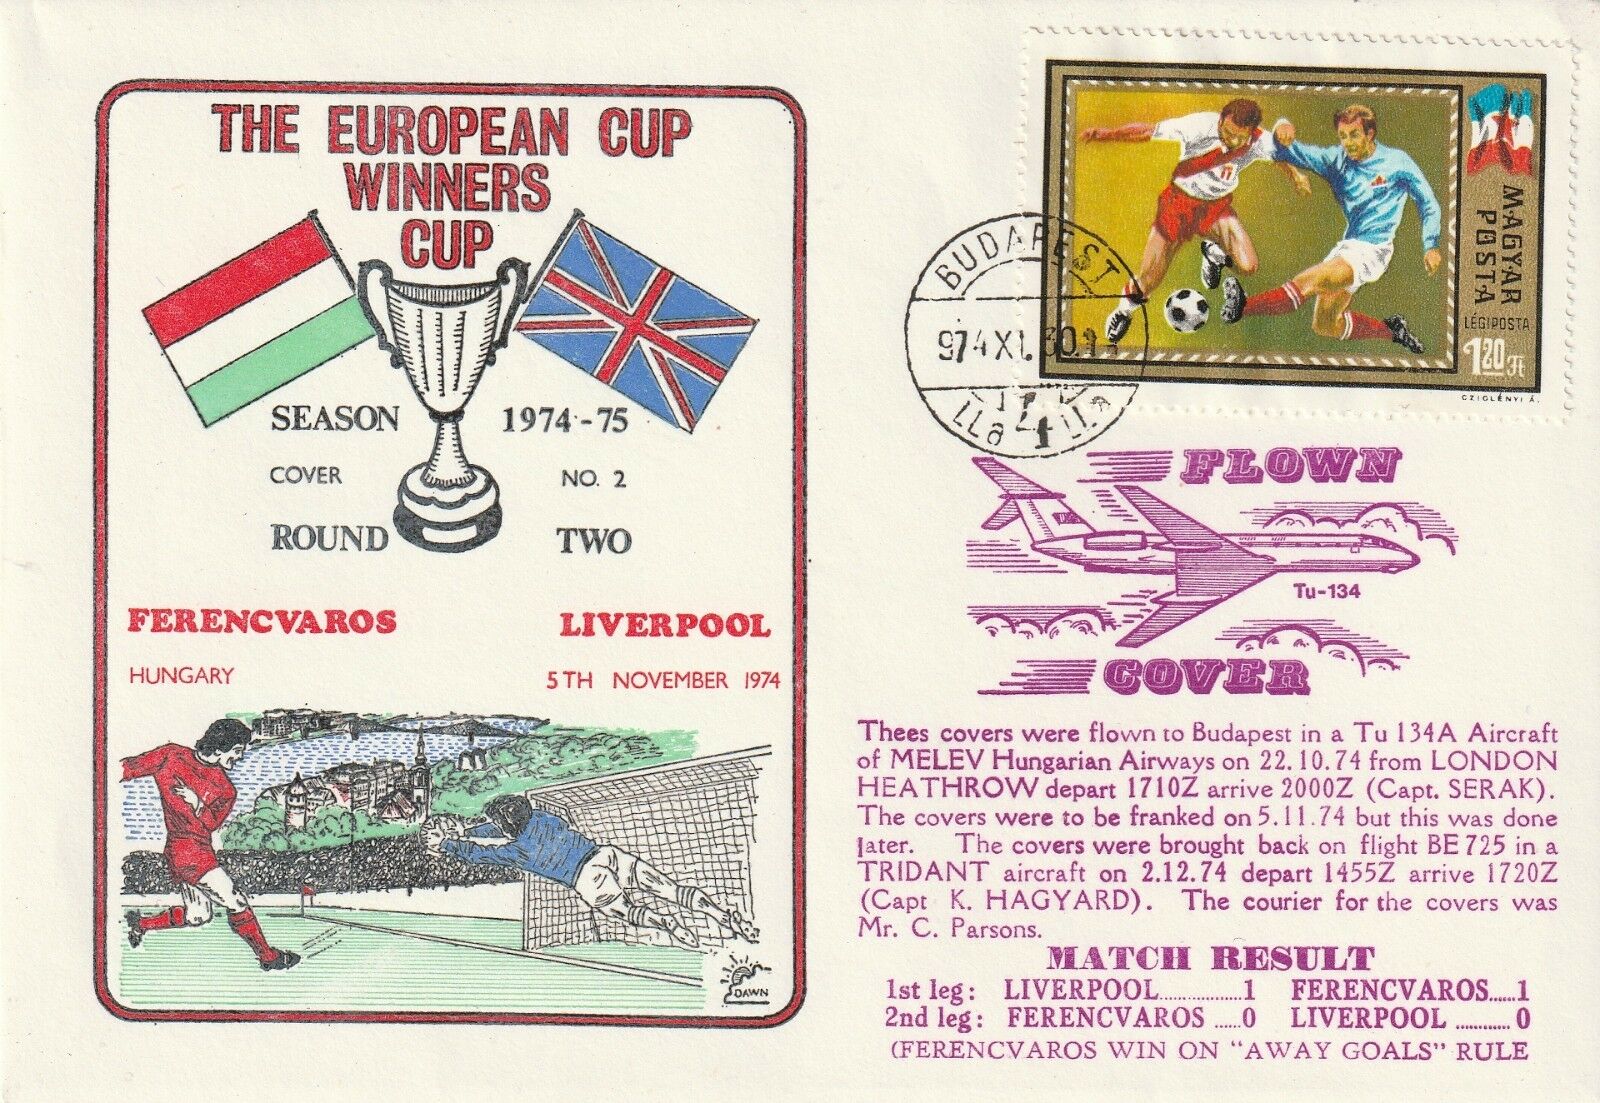 THE EUROPEAN CUP
WINNERS
CUP
SEASON 1974-75
COVER NO. 2
ROUND TWO
FERENCVAROS LIVERPOOL
HUNGARY 5TH NOVEMBER 1974
DAWN
BUDAPEST
974 XI. 30.
MAGYAR
POSTA
LÉGIPOSTA
1.20 Ft
CZIGLÉNYI Á.
11
FLOWN
Tu-134
COVER
Thees covers were flown to Budapest in a Tu 134A Aircraft
of MELEV Hungarian Airways on 22.10.74 from LONDON
HEATHROW depart 1710Z arrive 2000Z (Capt. SERAK).
The covers were to be franked on 5.11.74 but this was done
later. The covers were brought back on flight BE 725 in a
TRIDANT aircraft on 2.12.74 depart 1455Z arrive 1720Z
(Capt K. HAGYARD). The courier for the covers was
Mr. C. Parsons.
MATCH RESULT
1st leg: LIVERPOOL..................1 FERENCVAROS......1
2nd leg: FERENCVAROS .....0 LIVERPOOL ............0
(FERENCVAROS WIN ON "AWAY GOALS" RULE